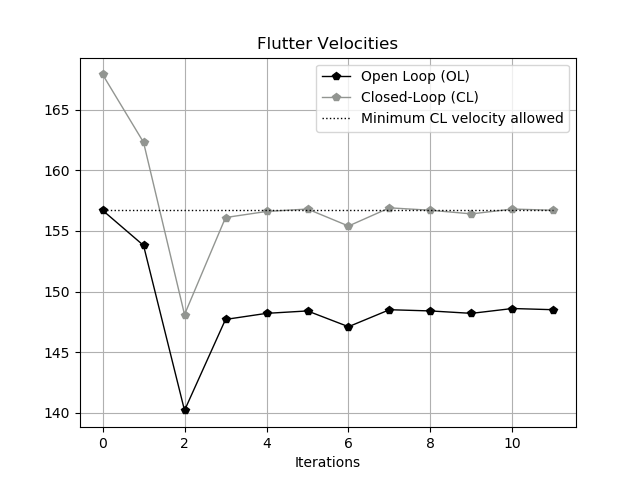 Flutter Velocities
Open Loop (OL)
Closed-Loop (CL)
Minimum CL velocity allowed
165
160
155
150
145
140
0 2 4 6 8 10
Iterations